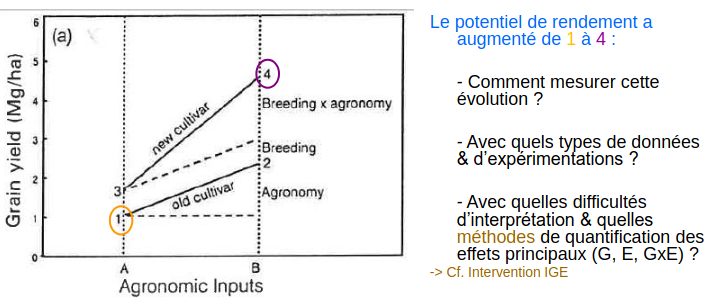 (a)
Grain yield (Mg/ha)
6
5
4
3
2
1
0
4
Breeding x agronomy
new cultivar
Breeding
3
2
old cultivar
Agronomy
1
A
B
Agronomic Inputs
Le potentiel de rendement a
augmenté de 1 à 4 :
- Comment mesurer cette
évolution ?
- Avec quels types de données
& d'expérimentations ?
- Avec quelles difficultés
d'interprétation & quelles
méthodes de quantification des
effets principaux (G, E, GxE) ?
-> Cf. Intervention IGE